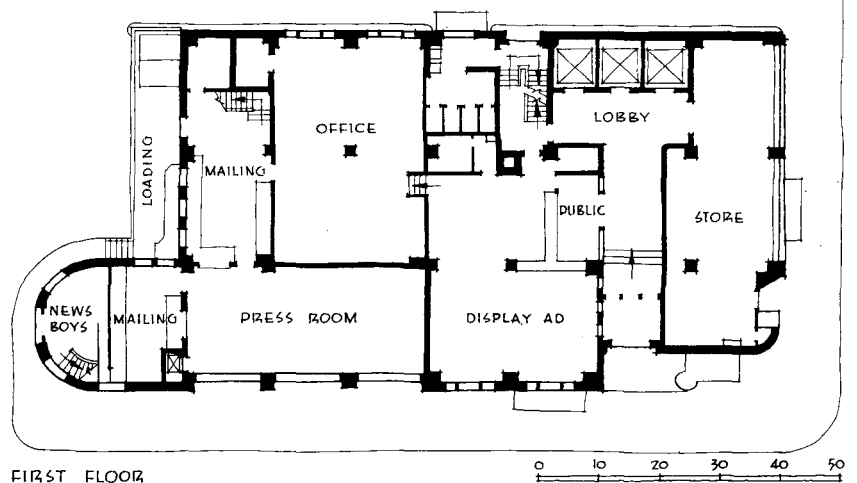 OFFICE
LOBBY
LOADING
MAILING
PUBLIC
STORE
NEWS
BOYS
MAILING
PRESS ROOM
DISPLAY AD
FIRST FLOOR
0 10 20 30 40 50